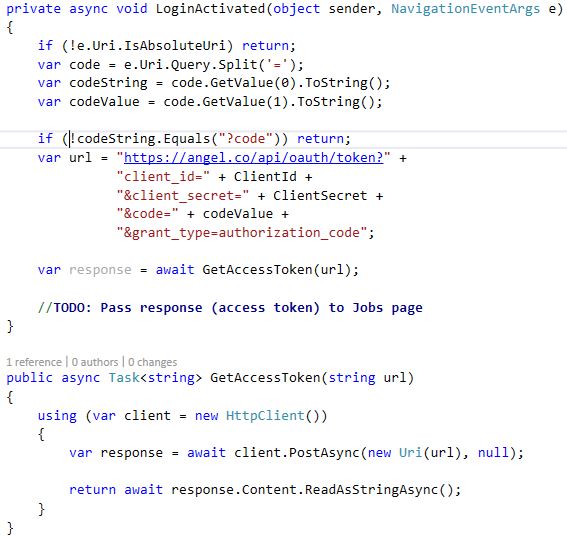 private async void LoginActivated(object sender, NavigationEventArgs e)
{
if (!e.Uri.IsAbsoluteUri) return;
var code = e.Uri.Query.Split('=');
var codeString = code.GetValue(0).ToString();
var codeValue = code.GetValue(1).ToString();
if (!codeString.Equals("?code")) return;
var url = "https://angel.co/api/oauth/token?" +
"client_id=" + ClientId +
"&client_secret=" + ClientSecret +
"&code=" + codeValue +
"&grant_type=authorization_code";
var response = await GetAccessToken(url);
//TODO: Pass response (access token) to Jobs page
}
1 reference | 0 authors | 0 changes
public async Task<string> GetAccessToken(string url)
{
using (var client = new HttpClient())
{
var response = await client.PostAsync(new Uri(url), null);
return await response.Content.ReadAsStringAsync();
}
}